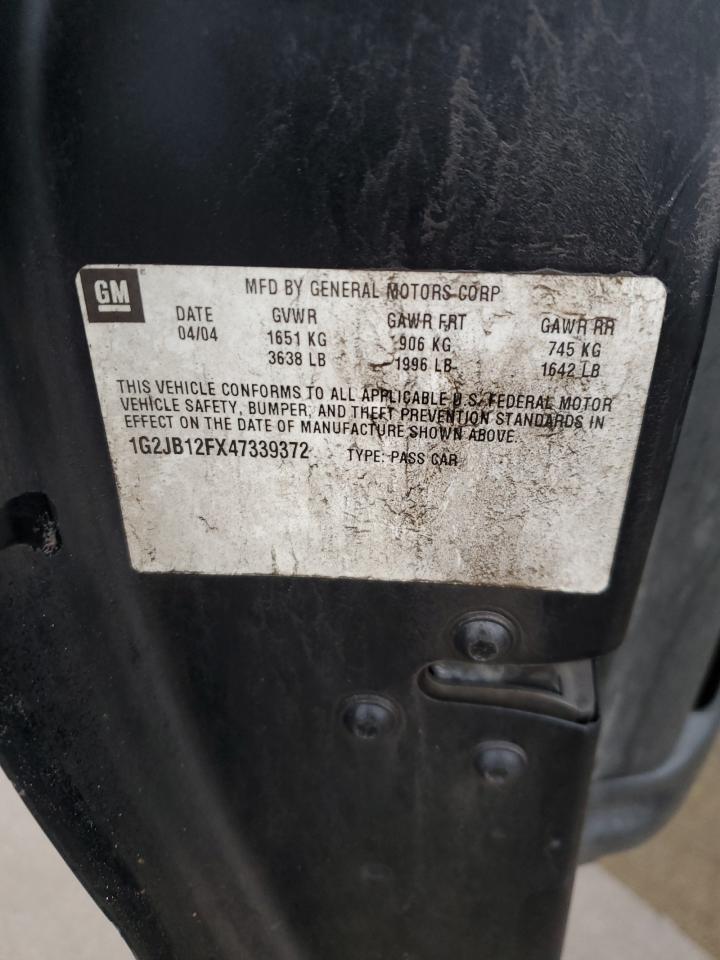 GM MFD BY GENERAL MOTORS CORP
DATE GVWR GAWR FRT GAWR RR
04/04 1651 KG 906 KG 745 KG
3638 LB 1996 LB 1642 LB
THIS VEHICLE CONFORMS TO ALL APPLICABLE U.S. FEDERAL MOTOR
VEHICLE SAFETY, BUMPER, AND THEFT PREVENTION STANDARDS IN
EFFECT ON THE DATE OF MANUFACTURE SHOWN ABOVE.
1G2JB12FX47339372 TYPE: PASS CAR